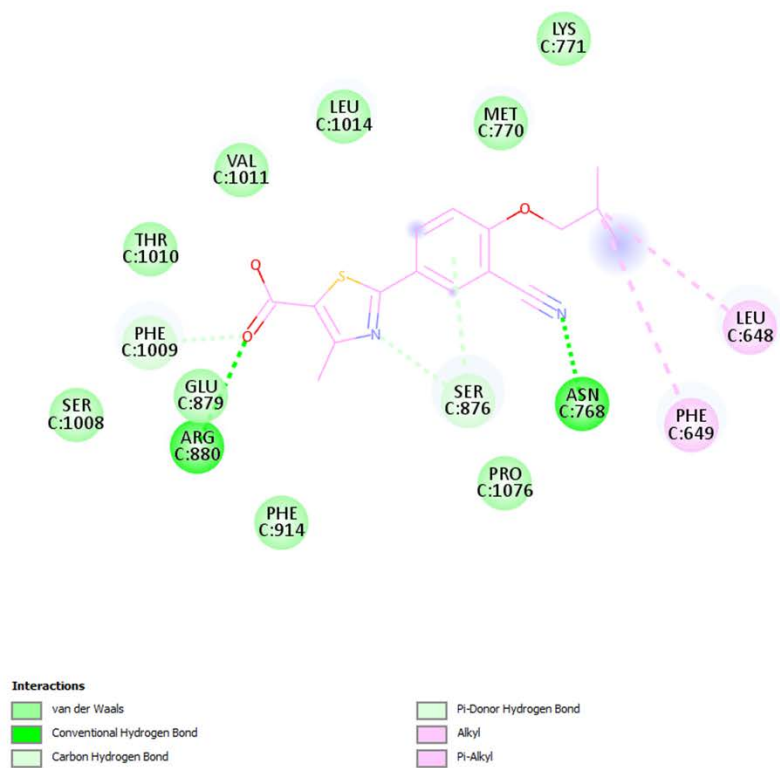 LYS
C:771
LEU
C:1014
MET
C:770
VAL
C:1011
THR
C:1010
O
O
S
LEU
C:648
PHE
C:1009
O
N
N
GLU
C:879
SER
C:876
ASN
C:768
SER
C:1008
PHE
C:649
ARG
C:880
PRO
C:1076
PHE
C:914
Interactions
van der Waals
Conventional Hydrogen Bond
Carbon Hydrogen Bond
Pi-Donor Hydrogen Bond
Alkyl
Pi-Alkyl